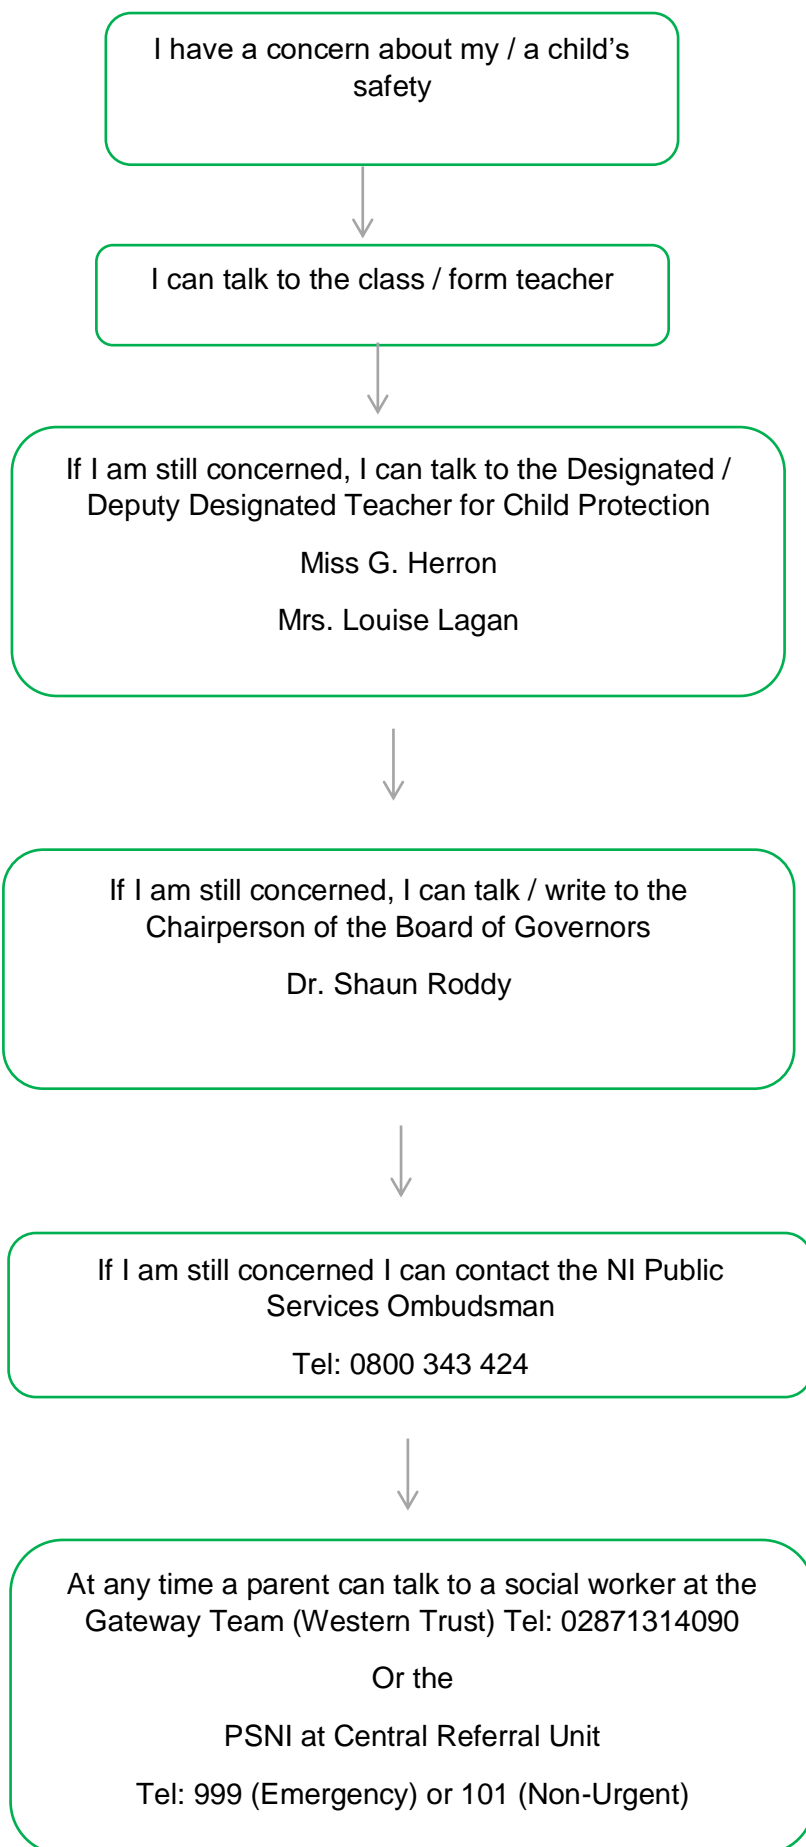 I have a concern about my / a child’s
safety
I can talk to the class / form teacher
If I am still concerned, I can talk to the Designated /
Deputy Designated Teacher for Child Protection
Miss G. Herron
Mrs. Louise Lagan
If I am still concerned, I can talk / write to the
Chairperson of the Board of Governors
Dr. Shaun Roddy
If I am still concerned I can contact the NI Public
Services Ombudsman
Tel: 0800 343 424
At any time a parent can talk to a social worker at the
Gateway Team (Western Trust) Tel: 02871314090
Or the
PSNI at Central Referral Unit
Tel: 999 (Emergency) or 101 (Non-Urgent)